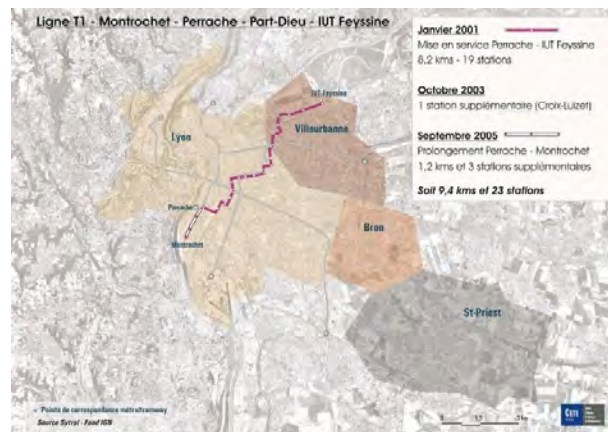 Ligne T1 - Montrochet - Perrache - Part-Dieu - IUT Feyssine
Janvier 2001
Mise en service Perrache - IUT Feyssine
8,2 kms - 19 stations
Octobre 2003
1 station supplémentaire (Croix-Luizet)
Septembre 2005
Prolongement Perrache - Montrochet
1,2 kms et 3 stations supplémentaires
Soit 9,4 kms et 23 stations
IUT Feyssine
Lyon
Villeurbanne
Perrache
Montrochet
Bron
St-Priest
Points de correspondance métro/tramway
Source Sytral - Fond IGN